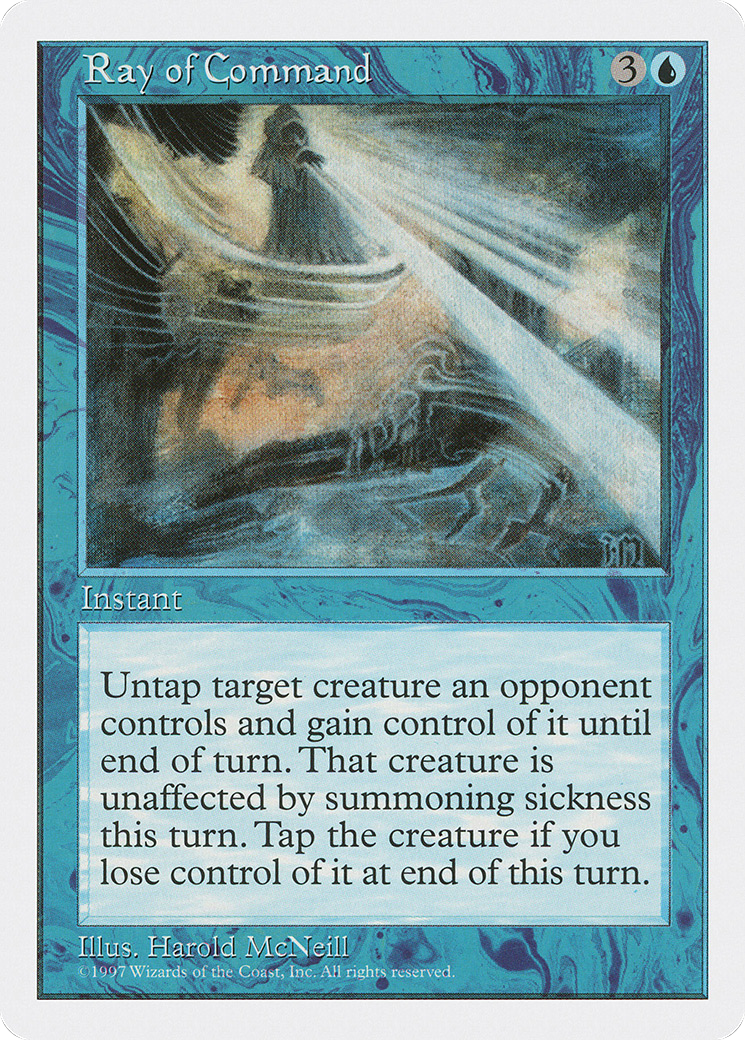 Ray of Command 3
HM
Instant
Untap target creature an opponent
controls and gain control of it until
end of turn. That creature is
unaffected by summoning sickness
this turn. Tap the creature if you
lose control of it at end of this turn.
Illus. Harold McNeill
©1997 Wizards of the Coast, Inc. All rights reserved.